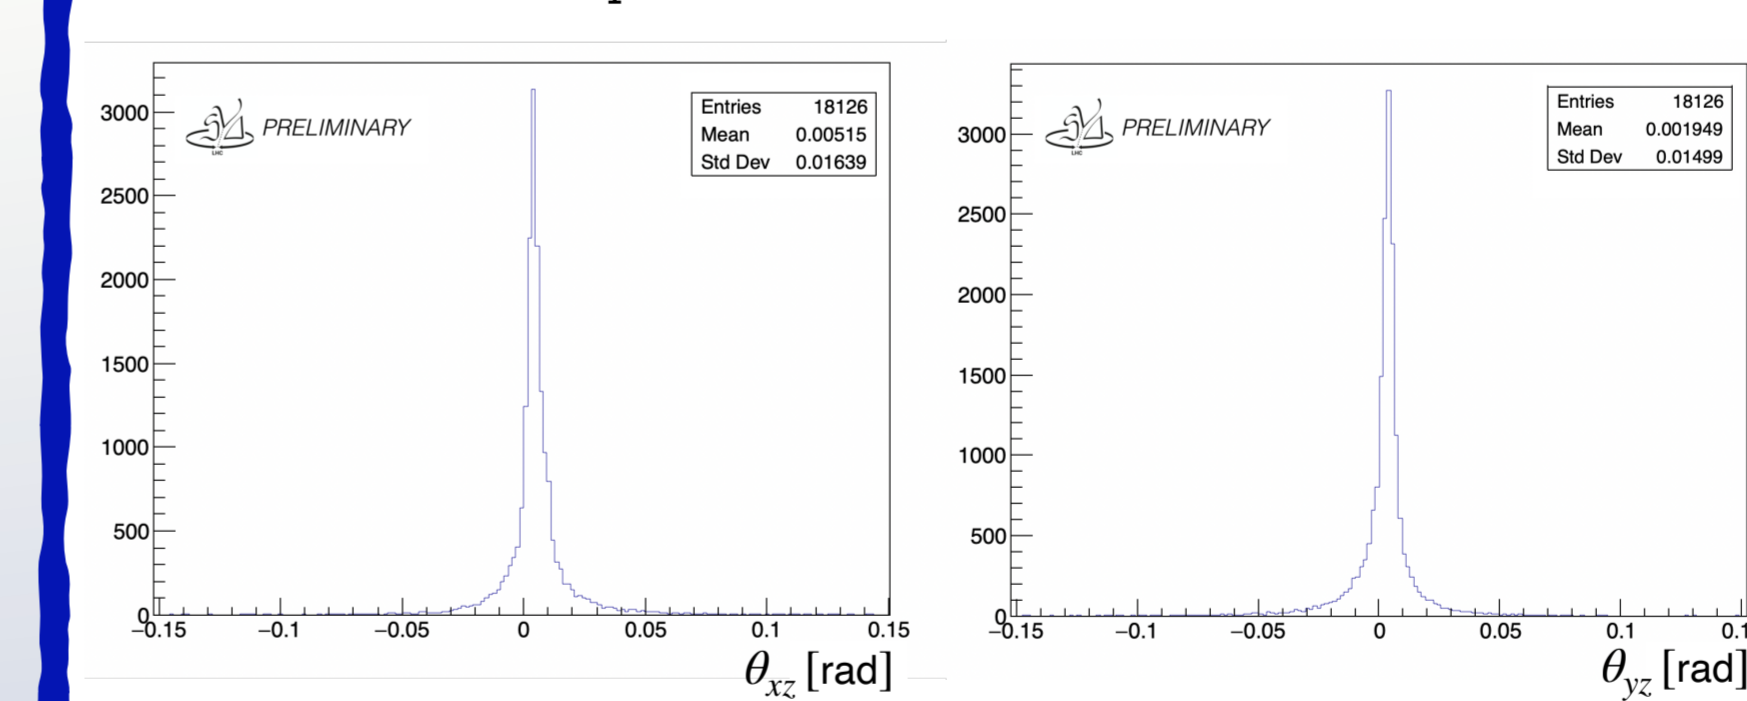 PRELIMINARY
Entries 18126
Mean 0.00515
Std Dev 0.01639
3000
2500
2000
1500
1000
500
0
−0.15 −0.1 −0.05 0 0.05 0.1 0.15
θxz [rad]
LHC
PRELIMINARY
Entries 18126
Mean 0.001949
Std Dev 0.01499
3000
2500
2000
1500
1000
500
0
−0.15 −0.1 −0.05 0 0.05 0.1
θyz [rad]
LHC